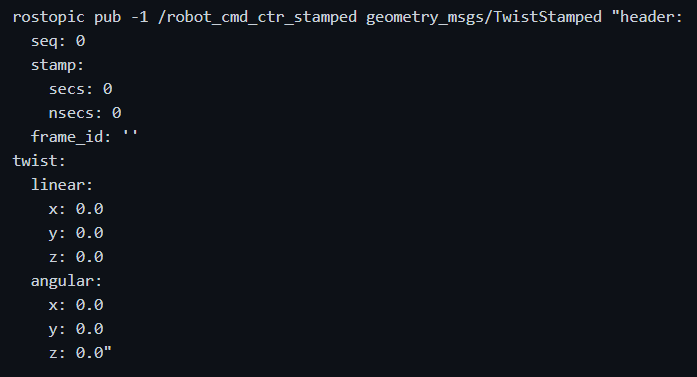 rostopic pub -1 /robot_cmd_ctr_stamped geometry_msgs/TwistStamped "header:
  seq: 0
  stamp:
    secs: 0
    nsecs: 0
  frame_id: ''
twist:
  linear:
    x: 0.0
    y: 0.0
    z: 0.0
  angular:
    x: 0.0
    y: 0.0
    z: 0.0"